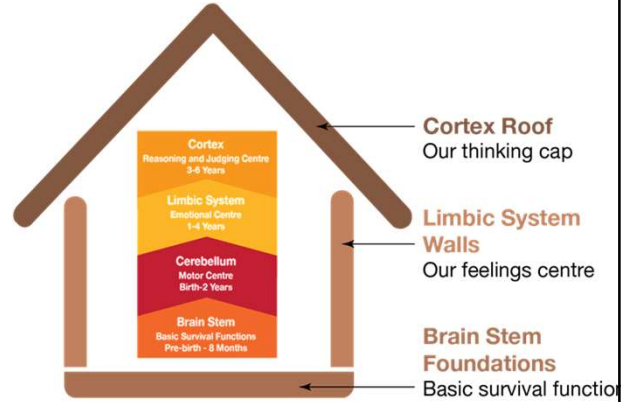 Cortex
Reasoning and Judging Centre
3-6 Years
Limbic System
Emotional Centre
1-4 Years
Cerebellum
Motor Centre
Birth-2 Years
Brain Stem
Basic Survival Functions
Pre-birth - 8 Months
Cortex Roof
Our thinking cap
Limbic System
Walls
Our feelings centre
Brain Stem
Foundations
Basic survival function